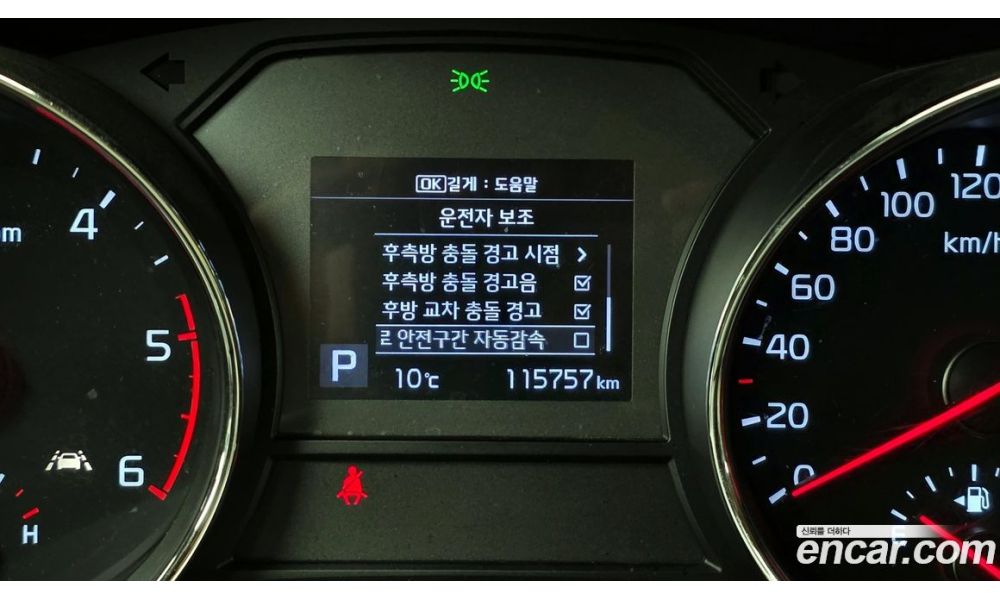 OK길게 : 도움말
운전자 보조
후측방 충돌 경고 시점 >
후측방 충돌 경고음
후방 교차 충돌 경고
로 안전구간 자동감속
P
10℃
115757km
4
5
6
H
0
20
40
60
80
100
120
km/h
E
신뢰를 더하다
encar.com